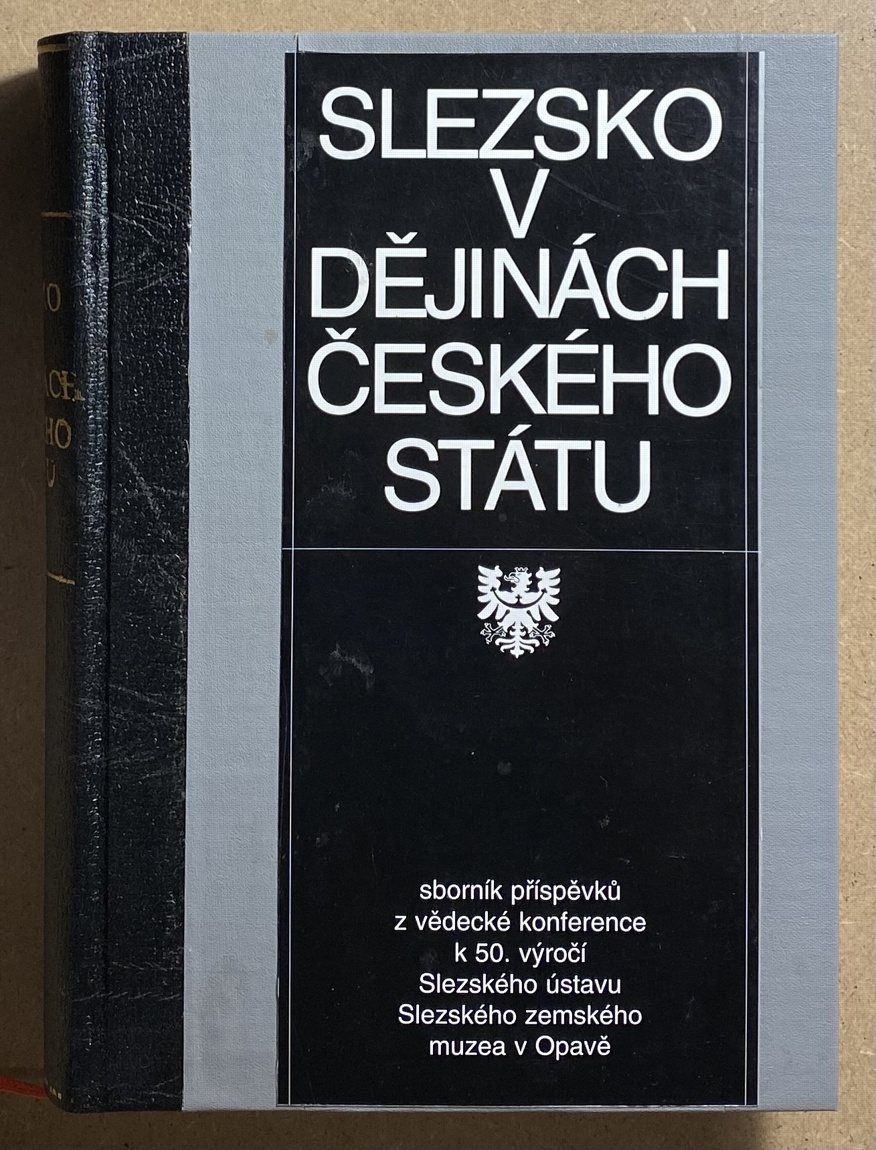 SLEZSKO
V
DĚJINÁCH
ČESKÉHO
STÁTU
sborník příspěvků
z vědecké konference
k 50. výročí
Slezského ústavu
Slezského zemského
muzea v Opavě